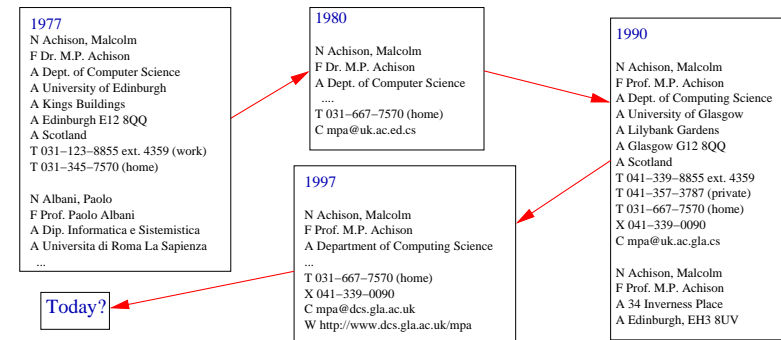 1977
N Achison, Malcolm
F Dr. M.P. Achison
A Dept. of Computer Science
A University of Edinburgh
A Kings Buildings
A Edinburgh E12 8QQ
A Scotland
T 031−123−8855 ext. 4359 (work)
T 031−345−7570 (home)
N Albani, Paolo
F Prof. Paolo Albani
A Dip. Informatica e Sistemistica
A Universita di Roma La Sapienza
...
1980
N Achison, Malcolm
F Dr. M.P. Achison
A Dept. of Computer Science
....
T 031−667−7570 (home)
C mpa@uk.ac.ed.cs
1990
N Achison, Malcolm
F Prof. M.P. Achison
A Dept. of Computing Science
A University of Glasgow
A Lilybank Gardens
A Glasgow G12 8QQ
A Scotland
T 041−339−8855 ext. 4359
T 041−357−3787 (private)
T 031−667−7570 (home)
X 041−339−0090
C mpa@uk.ac.gla.cs
N Achison, Malcolm
F Prof. M.P. Achison
A 34 Inverness Place
A Edinburgh, EH3 8UV
1997
N Achison, Malcolm
F Prof. M.P. Achison
A Department of Computing Science
...
T 031−667−7570 (home)
X 041−339−0090
C mpa@dcs.gla.ac.uk
W http://www.dcs.gla.ac.uk/mpa
Today?